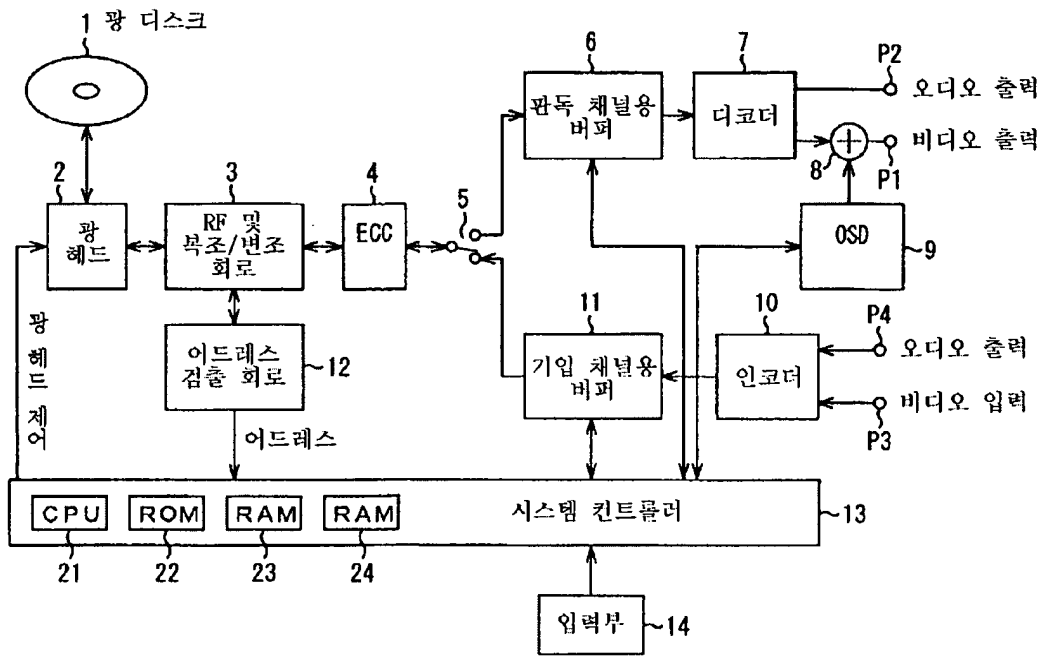 1 광 디스크
2
광
헤드
3
RF 및
복조/변조
회로
4
ECC
5
6
판독 채널용
버퍼
7
디코더
P2
오디오 출력
8
비디오 출력
P1
OSD
9
10
인코더
P4
오디오 출력
비디오 입력
P3
11
기입 채널용
버퍼
어드레스
검출 회로
12
어드레스
광 헤드 제어
CPU
ROM
RAM
RAM
시스템 컨트롤러
13
21
22
23
24
입력부
14